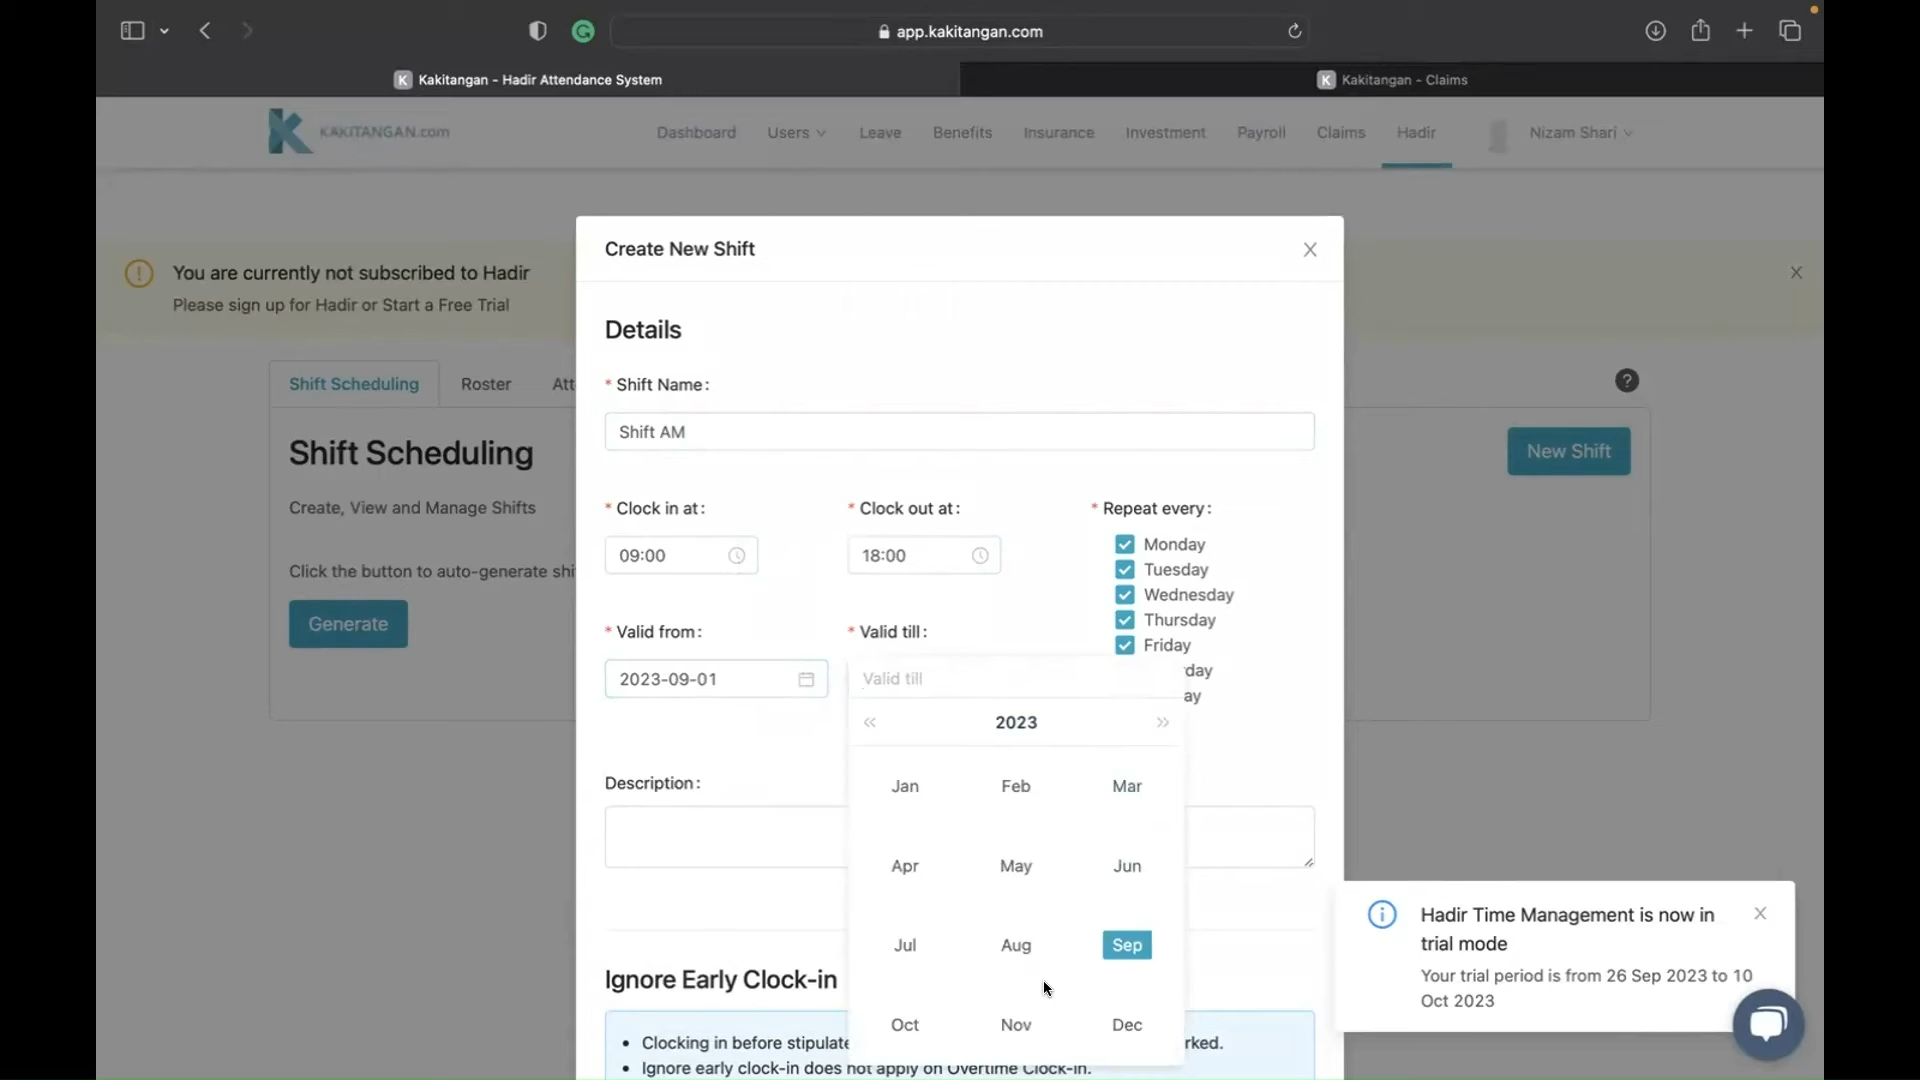 app.kakitangan.com
K Kakitangan - Hadir Attendance System
K Kakitangan - Claims
KAKITANGAN.com
Dashboard Users Leave Benefits Insurance Investment Payroll Claims Hadir Nizam Shari
Create New Shift
You are currently not subscribed to Hadir
Please sign up for Hadir or Start a Free Trial
Details
Shift Scheduling Roster Att
?
* Shift Name:
Shift AM
Shift Scheduling
New Shift
Create, View and Manage Shifts
* Clock in at: * Clock out at: * Repeat every:
09:00 18:00
Monday
Tuesday
Wednesday
Thursday
Friday
day
ay
Click the button to auto-generate shi
Generate
* Valid from: * Valid till:
2023-09-01 Valid till
« 2023 »
Jan Feb Mar
Apr May Jun
Jul Aug Sep
Oct Nov Dec
Description:
Ignore Early Clock-in
• Clocking in before stipulate rked.
• Ignore early clock-in does not apply on Overtime Clock-in.
Hadir Time Management is now in
trial mode
Your trial period is from 26 Sep 2023 to 10
Oct 2023